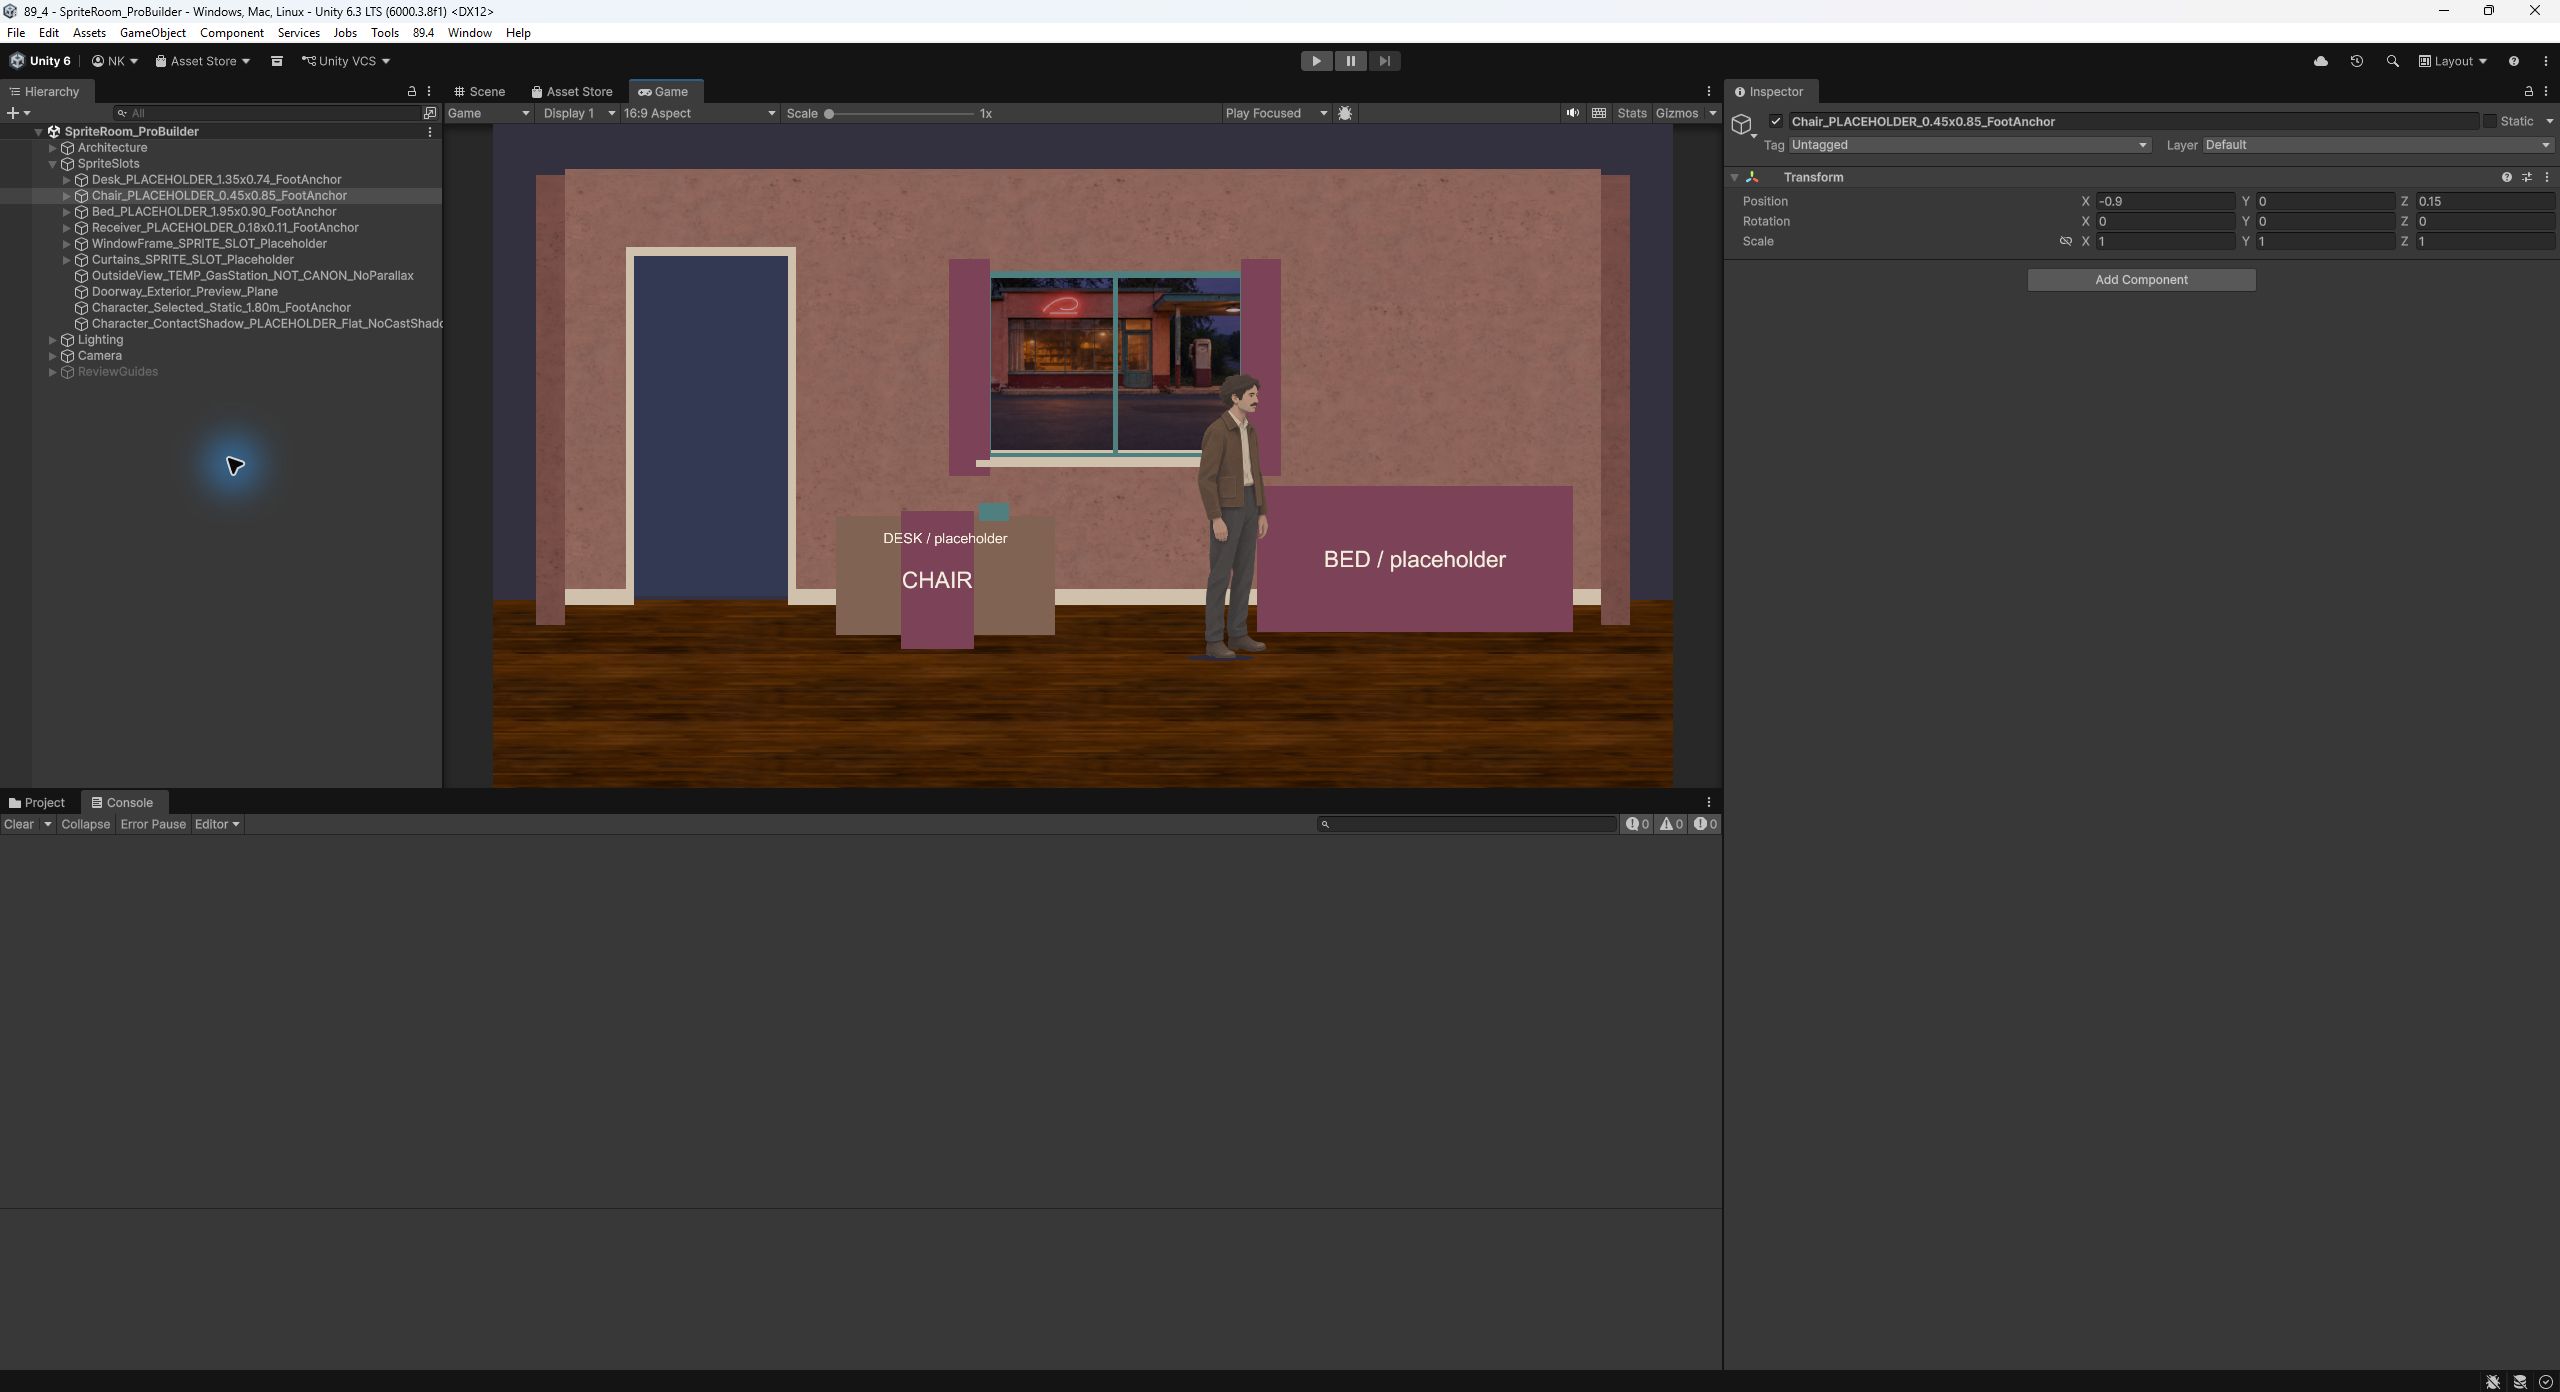 89_4 - SpriteRoom_ProBuilder - Windows, Mac, Linux - Unity 6.3 LTS (6000.3.8f1) <DX12>
File Edit Assets GameObject Component Services Jobs Tools 89.4 Window Help
Unity 6 NK Asset Store Unity VCS Layout
Hierarchy
All
SpriteRoom_ProBuilder
Architecture
SpriteSlots
Desk_PLACEHOLDER_1.35x0.74_FootAnchor
Chair_PLACEHOLDER_0.45x0.85_FootAnchor
Bed_PLACEHOLDER_1.95x0.90_FootAnchor
Receiver_PLACEHOLDER_0.18x0.11_FootAnchor
WindowFrame_SPRITE_SLOT_Placeholder
Curtains_SPRITE_SLOT_Placeholder
OutsideView_TEMP_GasStation_NOT_CANON_NoParallax
Doorway_Exterior_Preview_Plane
Character_Selected_Static_1.80m_FootAnchor
Character_ContactShadow_PLACEHOLDER_Flat_NoCastShado
Lighting
Camera
ReviewGuides
Scene Asset Store Game
Game Display 1 16:9 Aspect Scale 1x Play Focused Stats Gizmos
DESK / placeholder
CHAIR
BED / placeholder
Inspector
Chair_PLACEHOLDER_0.45x0.85_FootAnchor Static
Tag Untagged Layer Default
Transform
Position X -0.9 Y 0 Z 0.15
Rotation X 0 Y 0 Z 0
Scale X 1 Y 1 Z 1
Add Component
Project Console
Clear Collapse Error Pause Editor 0 0 0